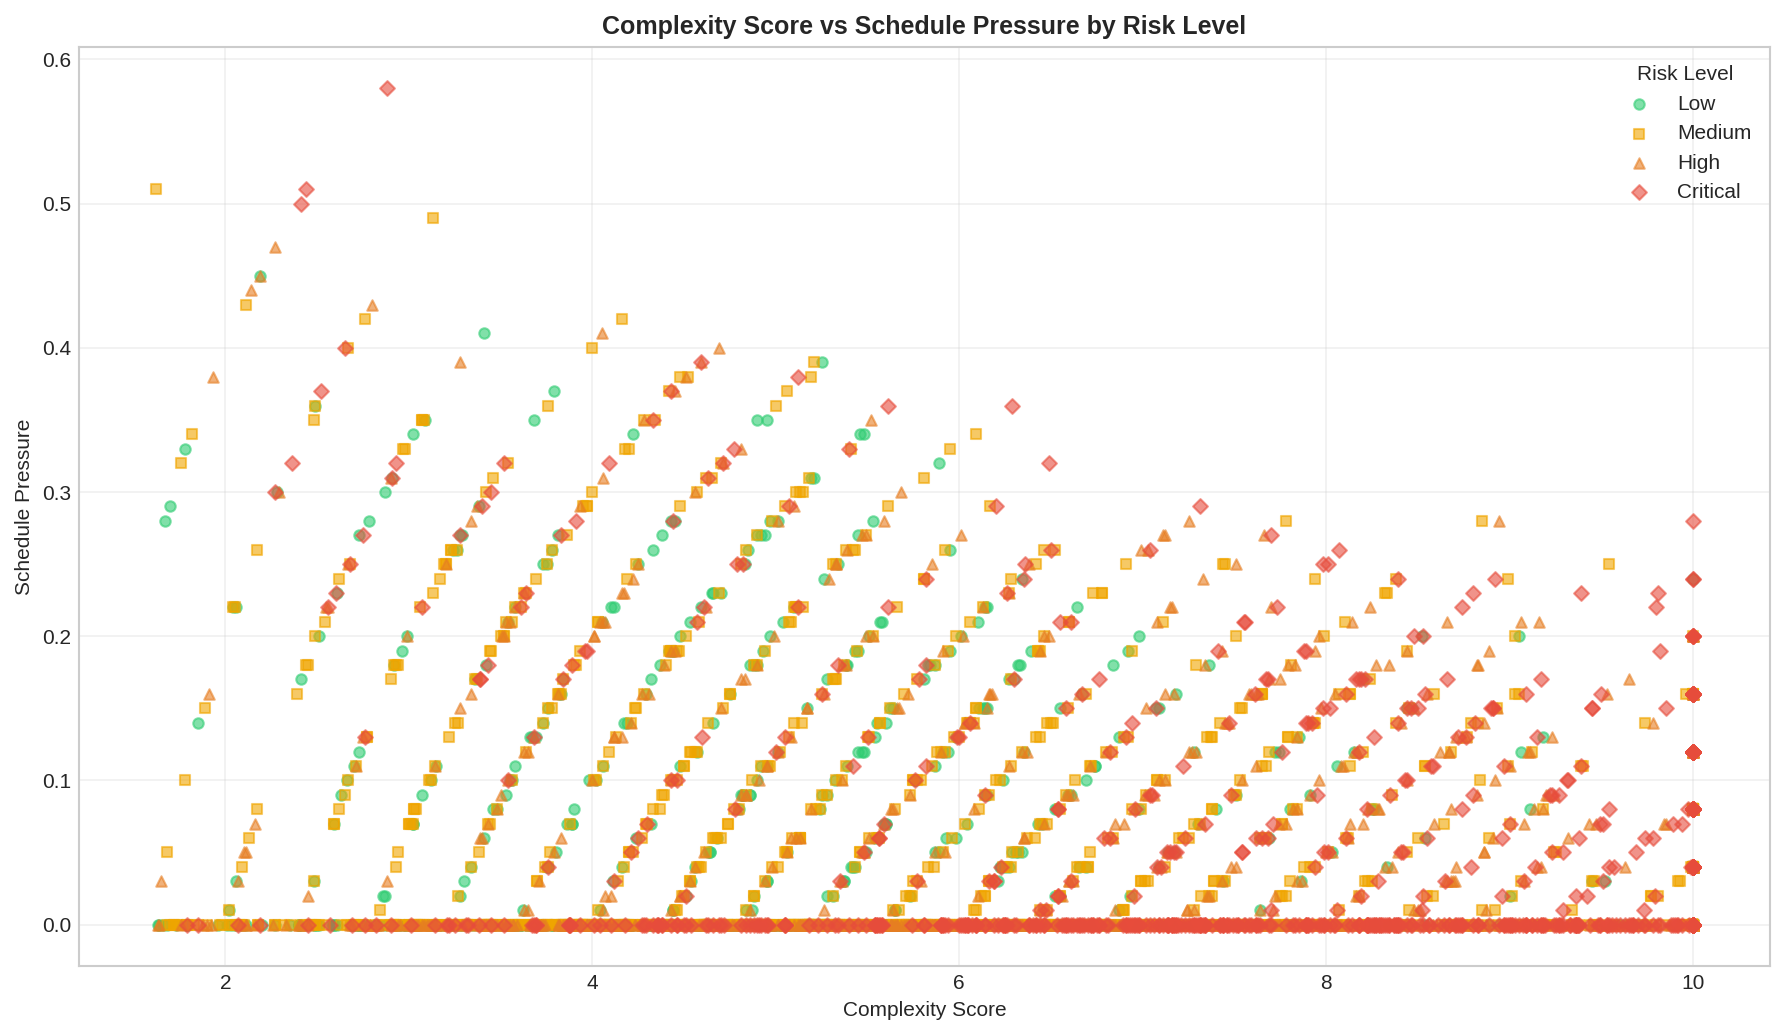 Complexity Score vs Schedule Pressure by Risk Level
0.6
0.5
0.4
0.3
0.2
0.1
0.0
Schedule Pressure
Risk Level
Low
Medium
High
Critical
2 4 6 8 10
Complexity Score